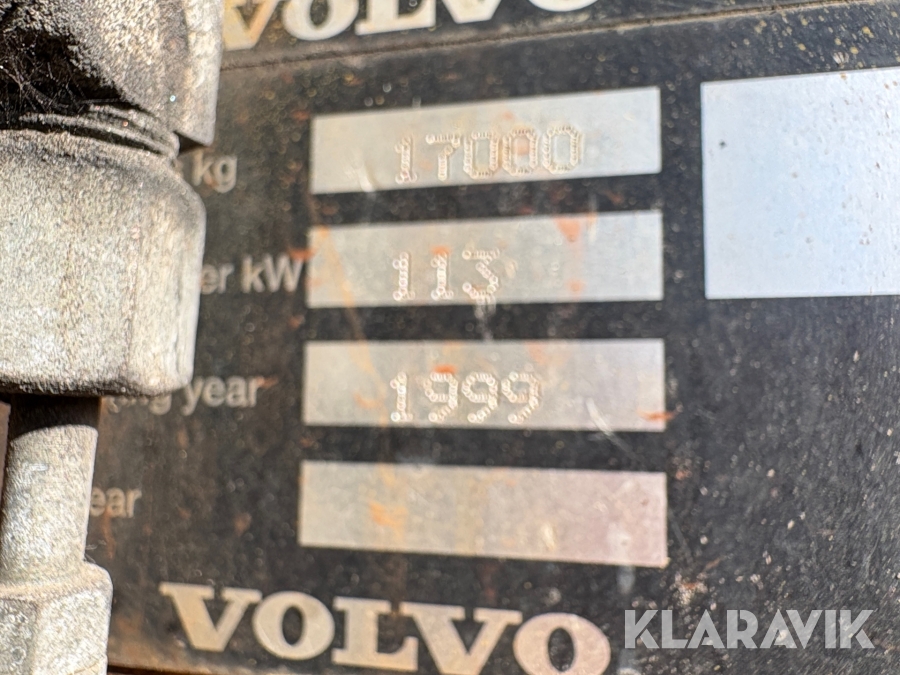 VOLVO
kg 17000
er kW 113
g year 1999
ear
VOLVO
KLARAVIK